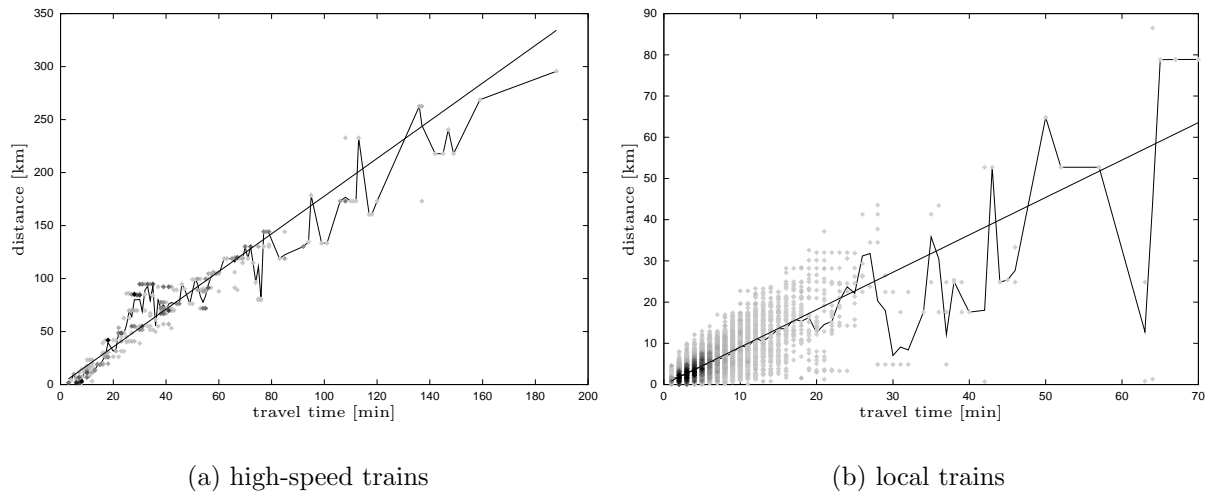 350
300
250
200
150
100
50
0
distance [km]
0 20 40 60 80 100 120 140 160 180 200
travel time [min]
(a) high-speed trains
90
80
70
60
50
40
30
20
10
0
distance [km]
0 10 20 30 40 50 60 70
travel time [min]
(b) local trains